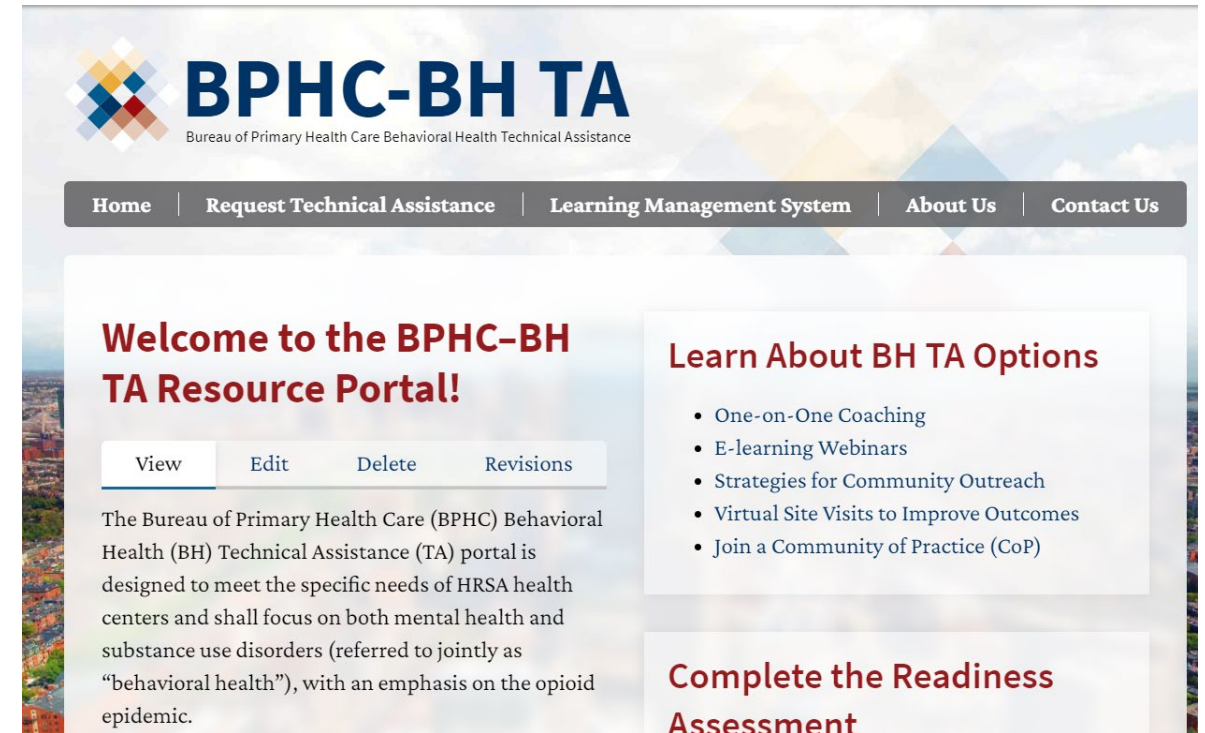 BPHC-BH TA
Bureau of Primary Health Care Behavioral Health Technical Assistance
Home
Request Technical Assistance
Learning Management System
About Us
Contact Us
Welcome to the BPHC–BH
TA Resource Portal!
View
Edit
Delete
Revisions
The Bureau of Primary Health Care (BPHC) Behavioral
Health (BH) Technical Assistance (TA) portal is
designed to meet the specific needs of HRSA health
centers and shall focus on both mental health and
substance use disorders (referred to jointly as
“behavioral health”), with an emphasis on the opioid
epidemic.
Learn About BH TA Options
• One-on-One Coaching
• E-learning Webinars
• Strategies for Community Outreach
• Virtual Site Visits to Improve Outcomes
• Join a Community of Practice (CoP)
Complete the Readiness
Assessment